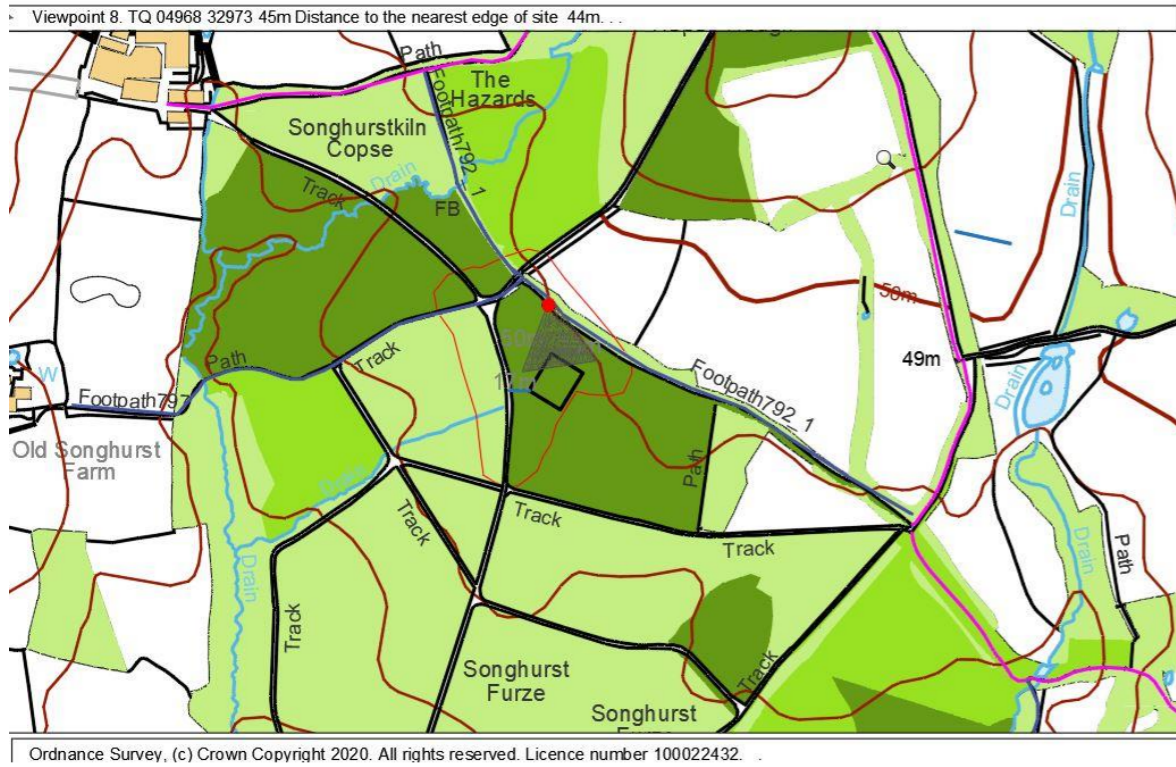 Viewpoint 8. TQ 04968 32973 45m Distance to the nearest edge of site 44m. . .
Path
The
Hazards
Footpath792_1
Songhurstkiln
Copse
Drain
Track
FB
Drain
50m
49m
Path
Track
Footpath797
W
Old Songhurst
Farm
Footpath792_1
Drain
Path
Drain
Track
Track
Track
Drain
Path
Drain
Track
Songhurst
Furze
Track
Songhurst
Ordnance Survey, (c) Crown Copyright 2020. All rights reserved. Licence number 100022432. .